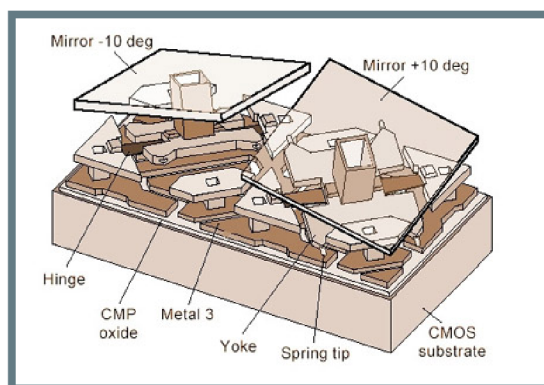 Mirror -10 deg
Mirror +10 deg
Hinge
CMP
oxide
Metal 3
Yoke
Spring tip
CMOS
substrate